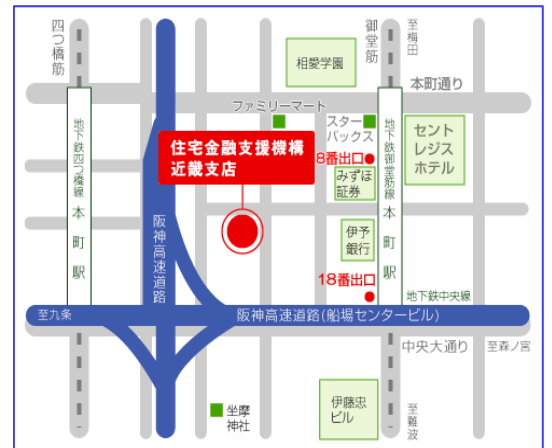 四つ橋筋
御堂筋
至梅田
相愛学園
本町通り
ファミリーマート
スター
バックス
セント
レジス
ホテル
地下鉄四つ橋線
本町駅
住宅金融支援機構
近畿支店
8番出口
みずほ
証券
地下鉄御堂筋線
本町駅
阪神高速道路
伊予
銀行
18番出口
地下鉄中央線
至九条
阪神高速道路(船場センタービル)
中央大通り
至森ノ宮
坐摩
神社
伊藤忠
ビル
至難波